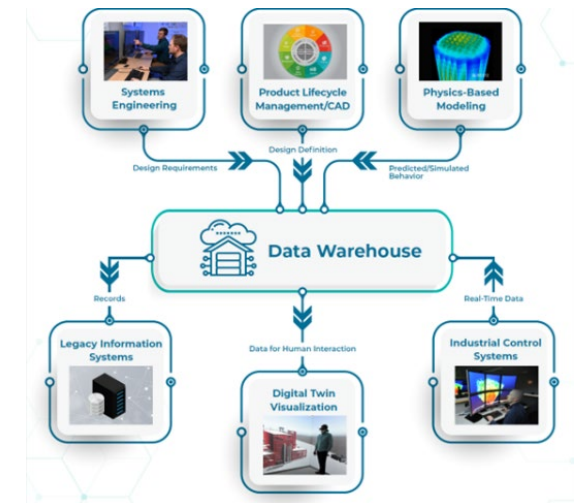 Systems
Engineering
Product Lifecycle
Management/CAD
Physics-Based
Modeling
Design Requirements
Design Definition
Predicted/Simulated
Behavior
Data Warehouse
Records
Data for Human Interaction
Real-Time Data
Legacy Information
Systems
Digital Twin
Visualization
Industrial Control
Systems